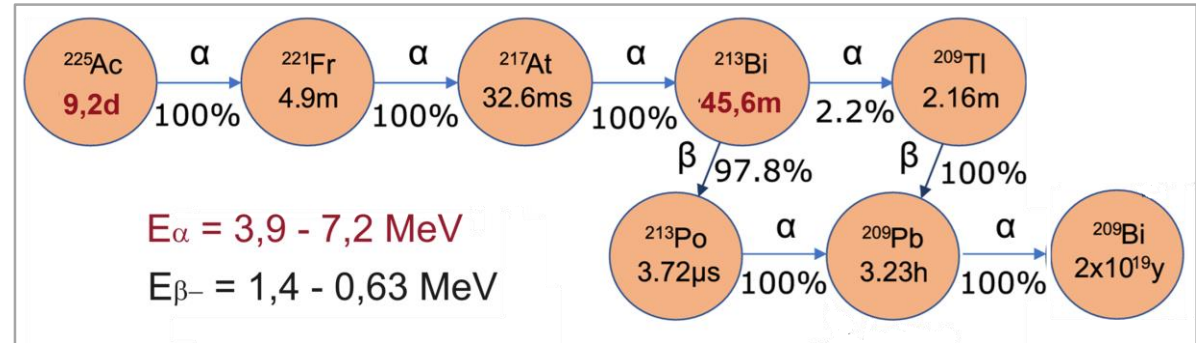 α α α α
²²⁵Ac ²²¹Fr ²¹⁷At ²¹³Bi ²⁰⁹Tl
9,2d 4.9m 32.6ms 45,6m 2.16m
100% 100% 100% 2.2%
β 97.8% β 100%
²¹³Po α ²⁰⁹Pb α ²⁰⁹Bi
3.72µs 3.23h 2x10¹⁹y
100% 100%
Eα = 3,9 - 7,2 MeV
Eβ− = 1,4 - 0,63 MeV